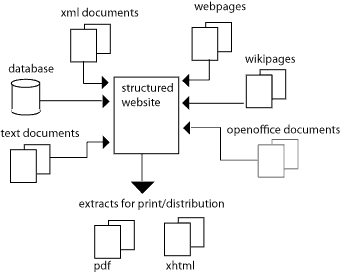 webpages
xml documents
wikipages
database
structured
website
text documents
openoffice documents
extracts for print/distribution
pdf
xhtml